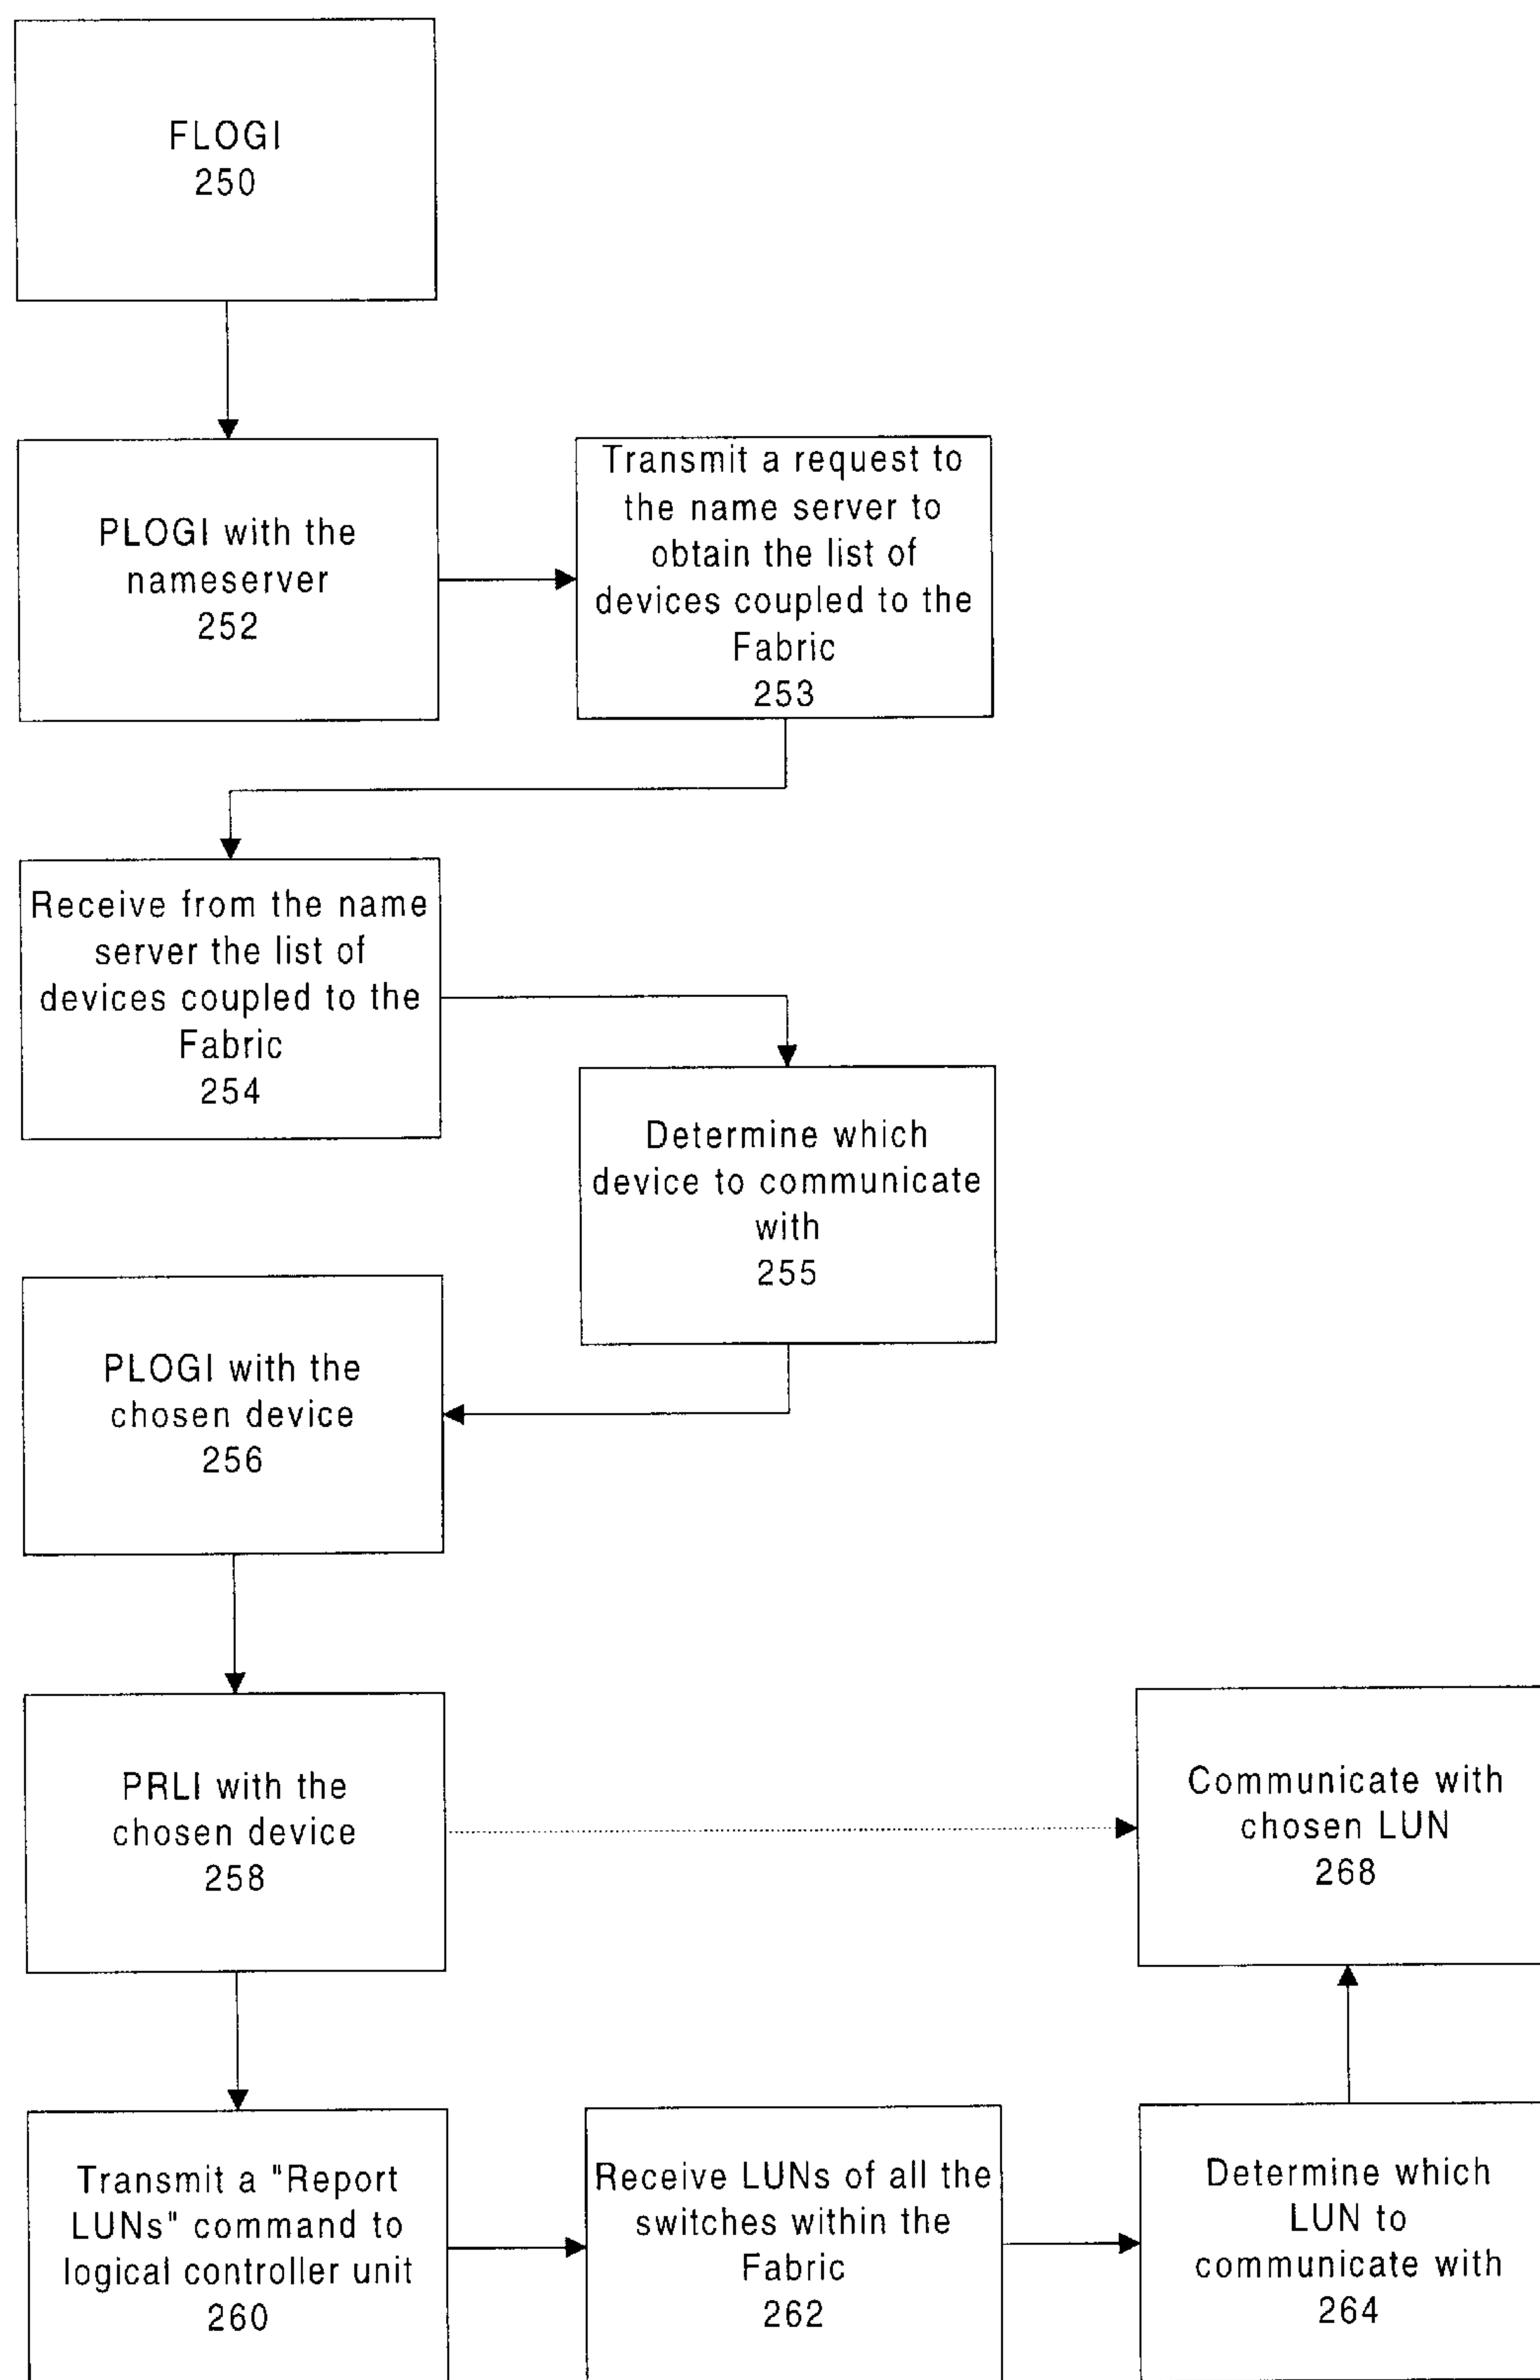 FLOGI
250
PLOGI with the
nameserver
252
Transmit a request to
the name server to
obtain the list of
devices coupled to the
Fabric
253
Receive from the name
server the list of
devices coupled to the
Fabric
254
Determine which
device to communicate
with
255
PLOGI with the
chosen device
256
PRLI with the
chosen device
258
Communicate with
chosen LUN
268
Transmit a "Report
LUNs" command to
logical controller unit
260
Receive LUNs of all the
switches within the
Fabric
262
Determine which
LUN to
communicate with
264